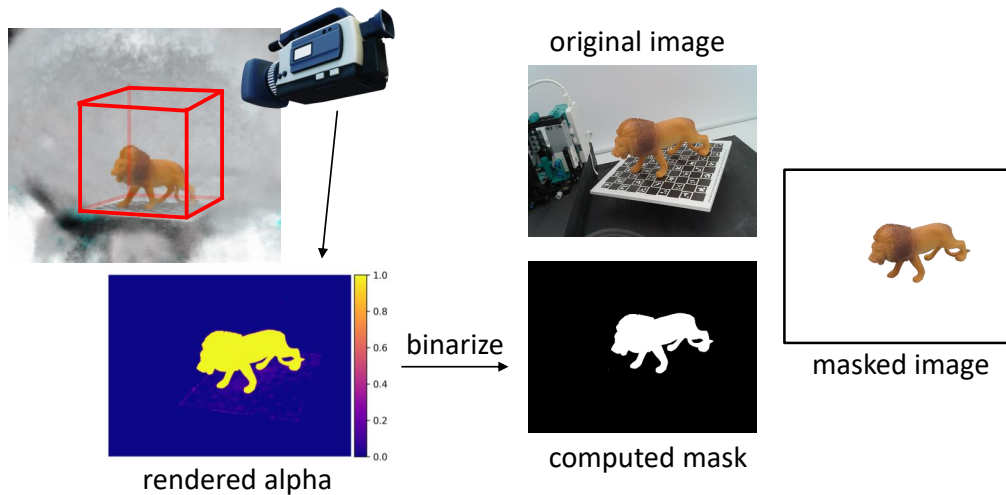 original image
1.0
0.8
0.6
0.4
0.2
0.0
binarize
masked image
rendered alpha
computed mask